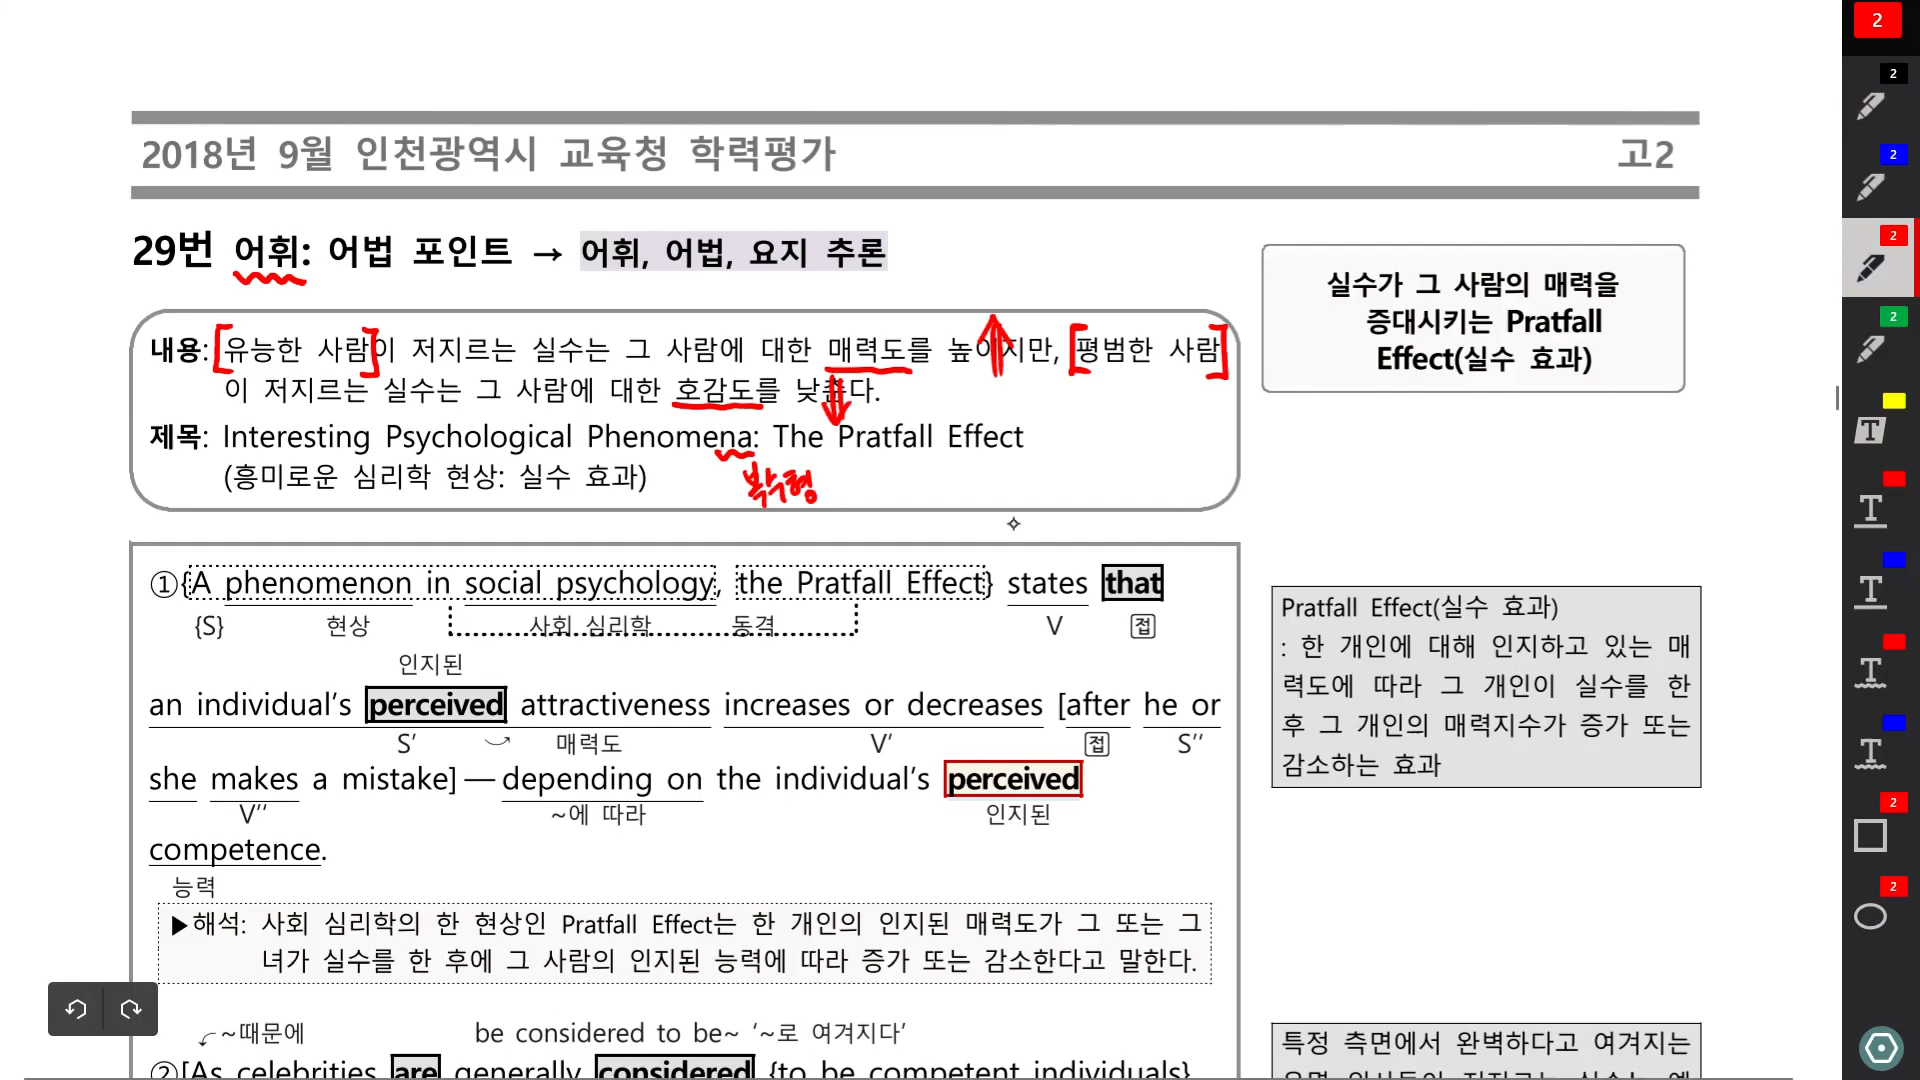 2018년 9월 인천광역시 교육청 학력평가 고2
29번 어휘: 어법 포인트 → 어휘, 어법, 요지 추론
실수가 그 사람의 매력을
증대시키는 Pratfall
Effect(실수 효과)
내용: 유능한 사람이 저지르는 실수는 그 사람에 대한 매력도를 높이지만, 평범한 사람
이 저지르는 실수는 그 사람에 대한 호감도를 낮춘다.
제목: Interesting Psychological Phenomena: The Pratfall Effect
(흥미로운 심리학 현상: 실수 효과)
복수형
①{A phenomenon in social psychology, the Pratfall Effect} states that
{S} 현상 사회 심리학 동격 V 접
인지된
an individual's perceived attractiveness increases or decreases [after he or
S′ 매력도 V′ 접 S′′
she makes a mistake] — depending on the individual's perceived
V′′ ~에 따라 인지된
competence.
능력
▶해석: 사회 심리학의 한 현상인 Pratfall Effect는 한 개인의 인지된 매력도가 그 또는 그
녀가 실수를 한 후에 그 사람의 인지된 능력에 따라 증가 또는 감소한다고 말한다.
Pratfall Effect(실수 효과)
: 한 개인에 대해 인지하고 있는 매
력도에 따라 그 개인이 실수를 한
후 그 개인의 매력지수가 증가 또는
감소하는 효과
~때문에 be considered to be~ '~로 여겨지다'
②[As celebrities are generally considered {to be competent individuals}
특정 측면에서 완벽하다고 여겨지는
2
2
2
2
2
T
T
T
T
T
2
2